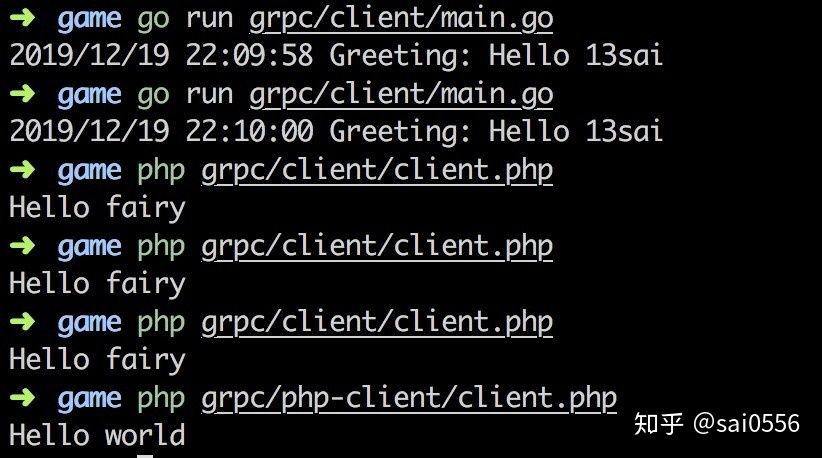 ➜ game go run grpc/client/main.go
2019/12/19 22:09:58 Greeting: Hello 13sai
➜ game go run grpc/client/main.go
2019/12/19 22:10:00 Greeting: Hello 13sai
➜ game php grpc/client/client.php
Hello fairy
➜ game php grpc/client/client.php
Hello fairy
➜ game php grpc/client/client.php
Hello fairy
➜ game php grpc/php-client/client.php
Hello world
知乎 @sai0556